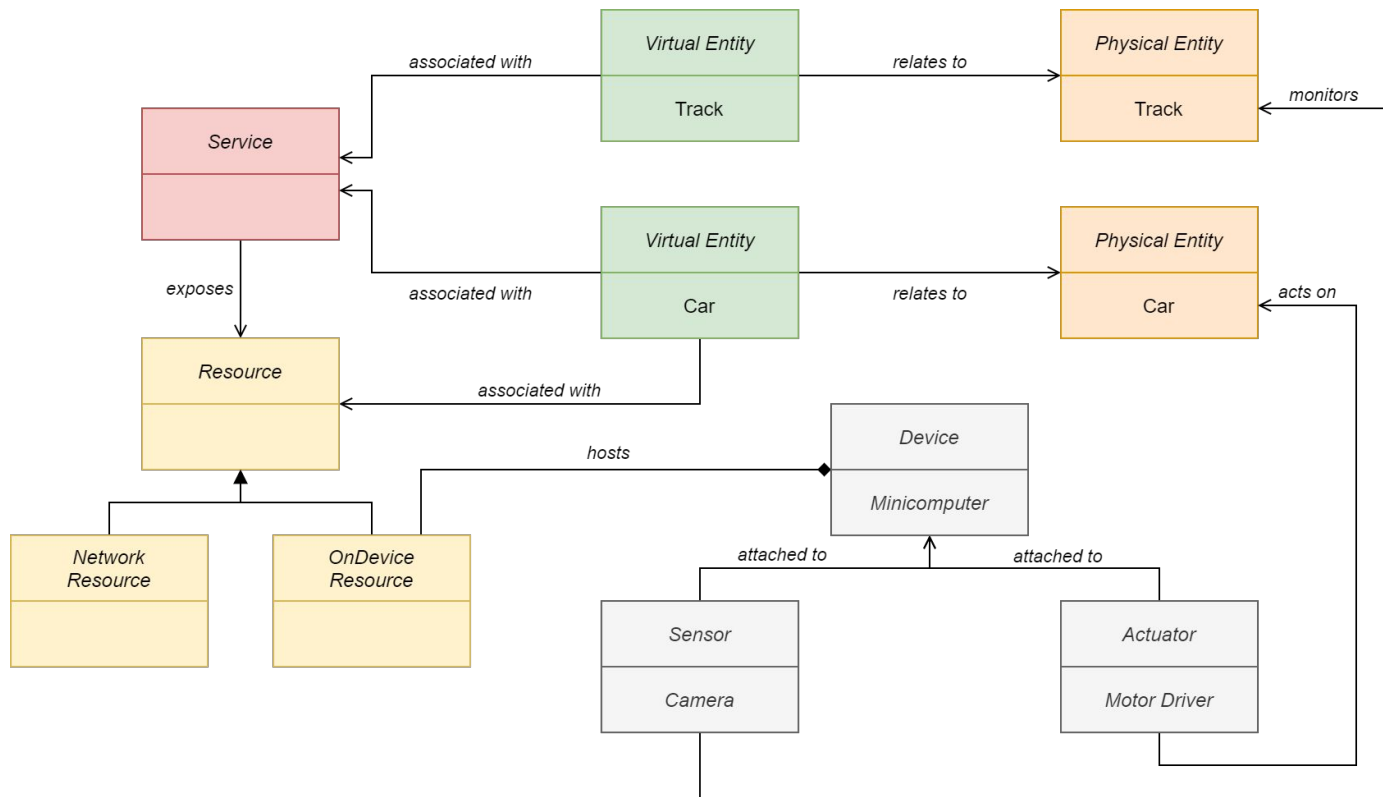 Virtual Entity
Physical Entity
associated with
relates to
Track
Track
monitors
Service
Virtual Entity
Physical Entity
exposes
associated with
relates to
acts on
Car
Car
Resource
associated with
Device
hosts
Minicomputer
Network
Resource
OnDevice
Resource
attached to
attached to
Sensor
Actuator
Camera
Motor Driver